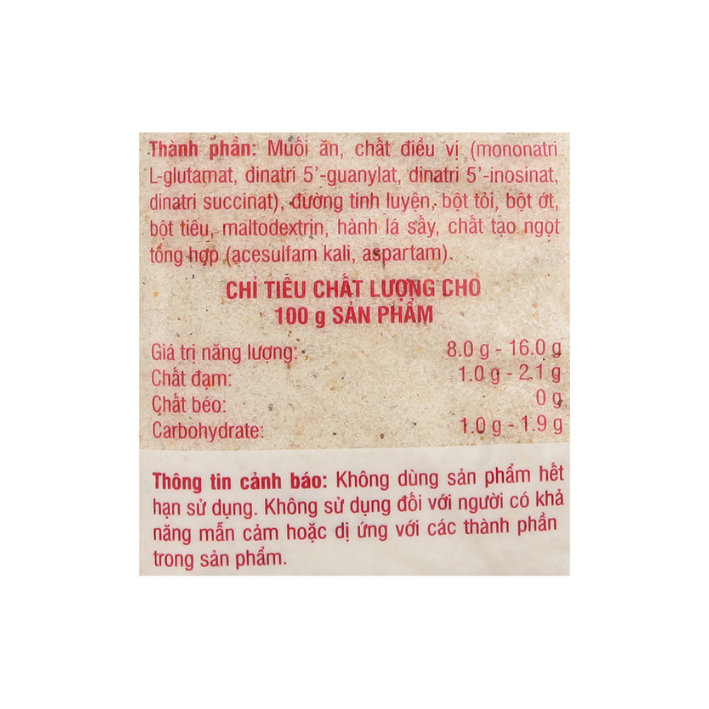 Thành phần: Muối ăn, chất điều vị (mononatri
L-glutamat, dinatri 5’-guanylat, dinatri 5’-inosinat,
dinatri succinat), đường tinh luyện, bột tỏi, bột ớt,
bột tiêu, maltodextrin, hành lá sấy, chất tạo ngọt
tổng hợp (acesulfam kali, aspartam).
CHỈ TIÊU CHẤT LƯỢNG CHO
100 g SẢN PHẨM
Giá trị năng lượng: 8.0 g - 16.0 g
Chất đạm: 1.0 g - 2.1 g
Chất béo: 0 g
Carbohydrate: 1.0 g - 1.9 g
Thông tin cảnh báo: Không dùng sản phẩm hết
hạn sử dụng. Không sử dụng đối với người có khả
năng mẫn cảm hoặc dị ứng với các thành phần
trong sản phẩm.